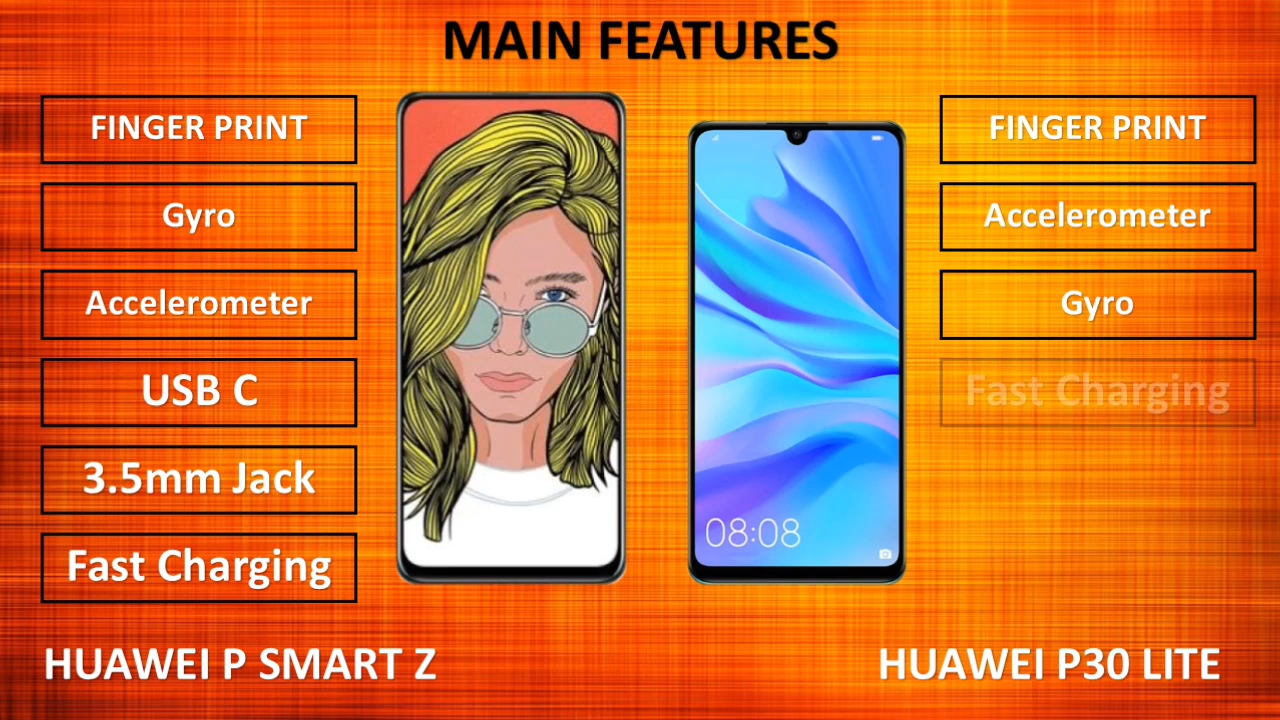 MAIN FEATURES
FINGER PRINT
Gyro
Accelerometer
USB C
3.5mm Jack
Fast Charging
HUAWEI P SMART Z
08:08
FINGER PRINT
Accelerometer
Gyro
Fast Charging
HUAWEI P30 LITE